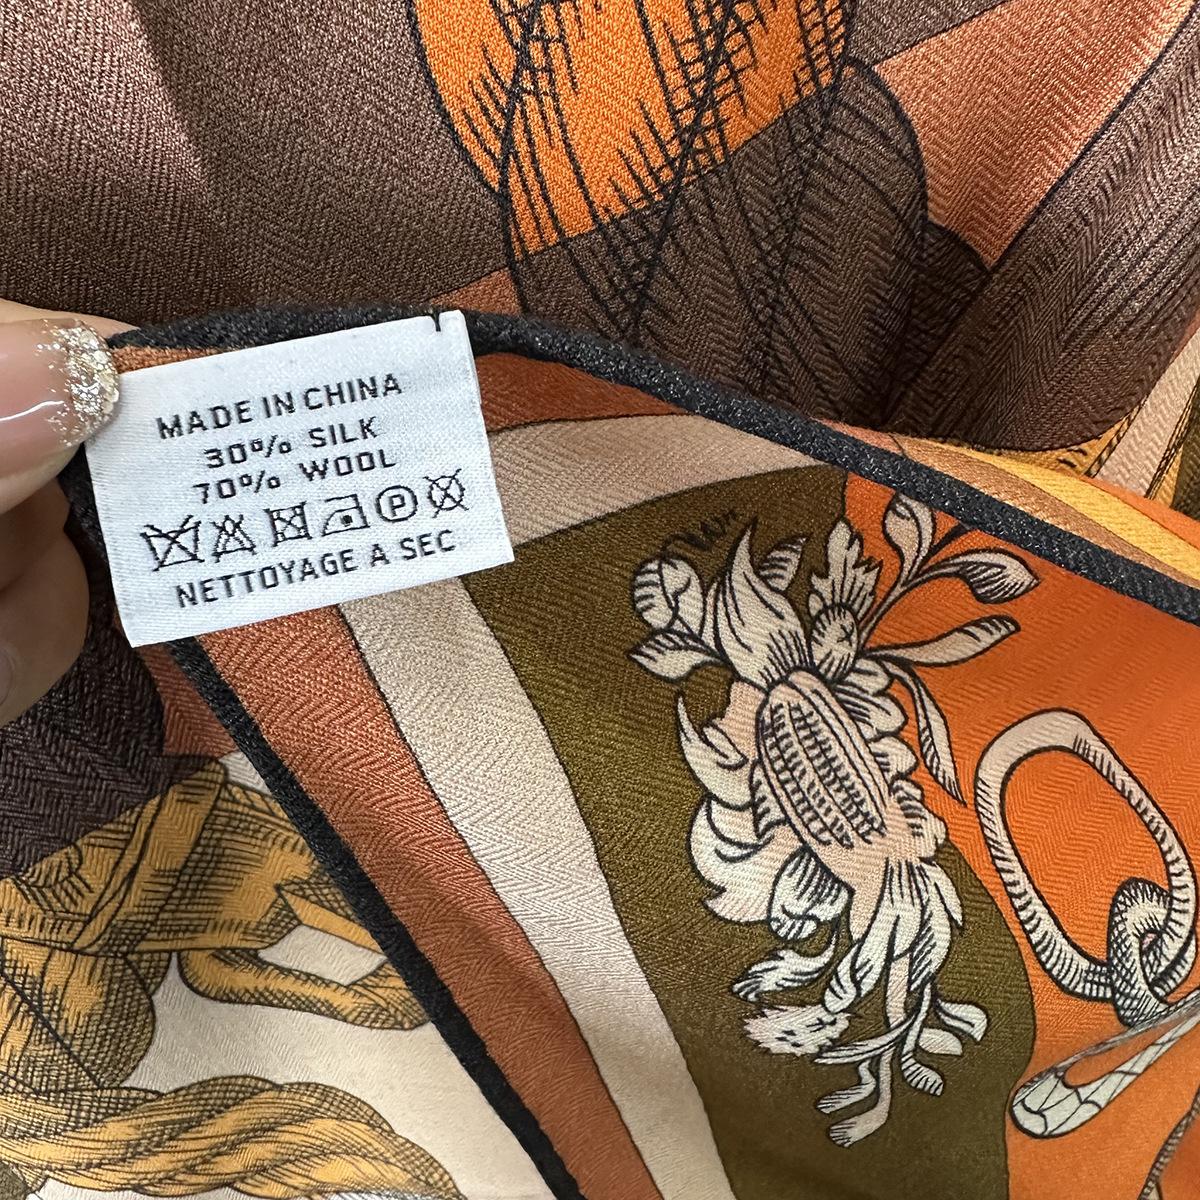 MADE IN CHINA
30% SILK
70% WOOL
P
NETTOYAGE A SEC